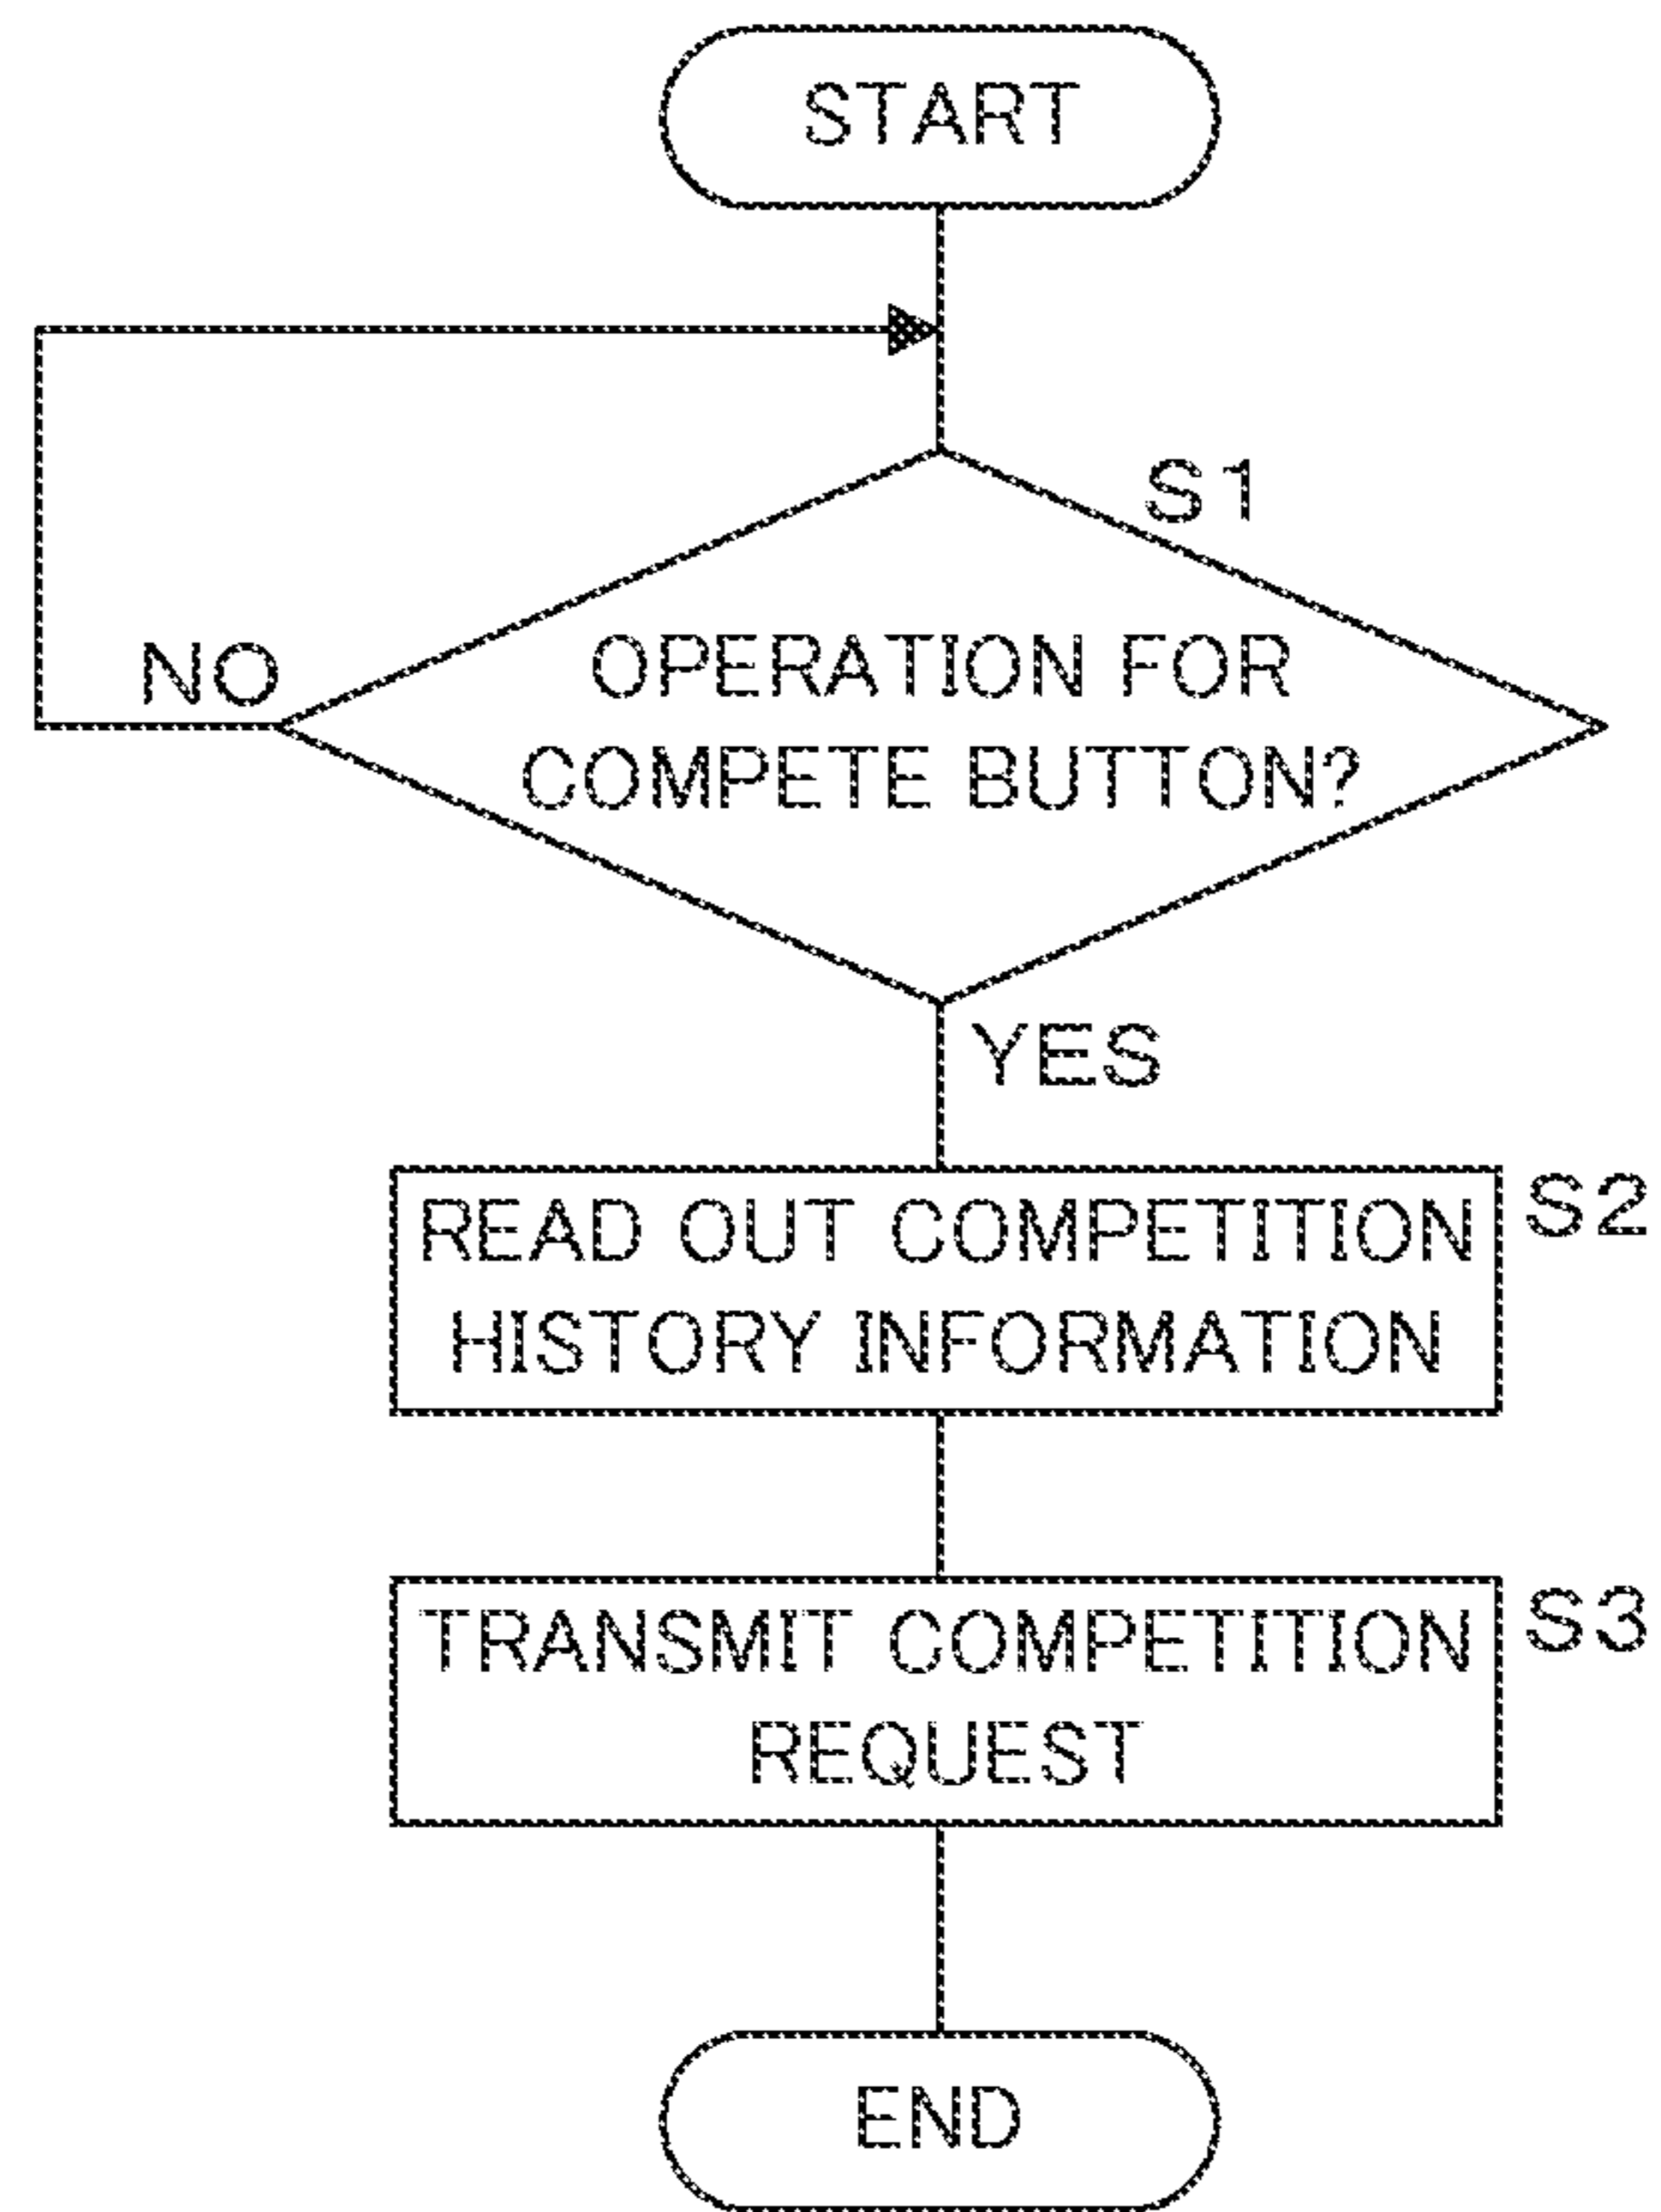 START
S1
NO
OPERATION FOR
COMPETE BUTTON?
YES
READ OUT COMPETITION
HISTORY INFORMATION
S2
TRANSMIT COMPETITION
REQUEST
S3
END